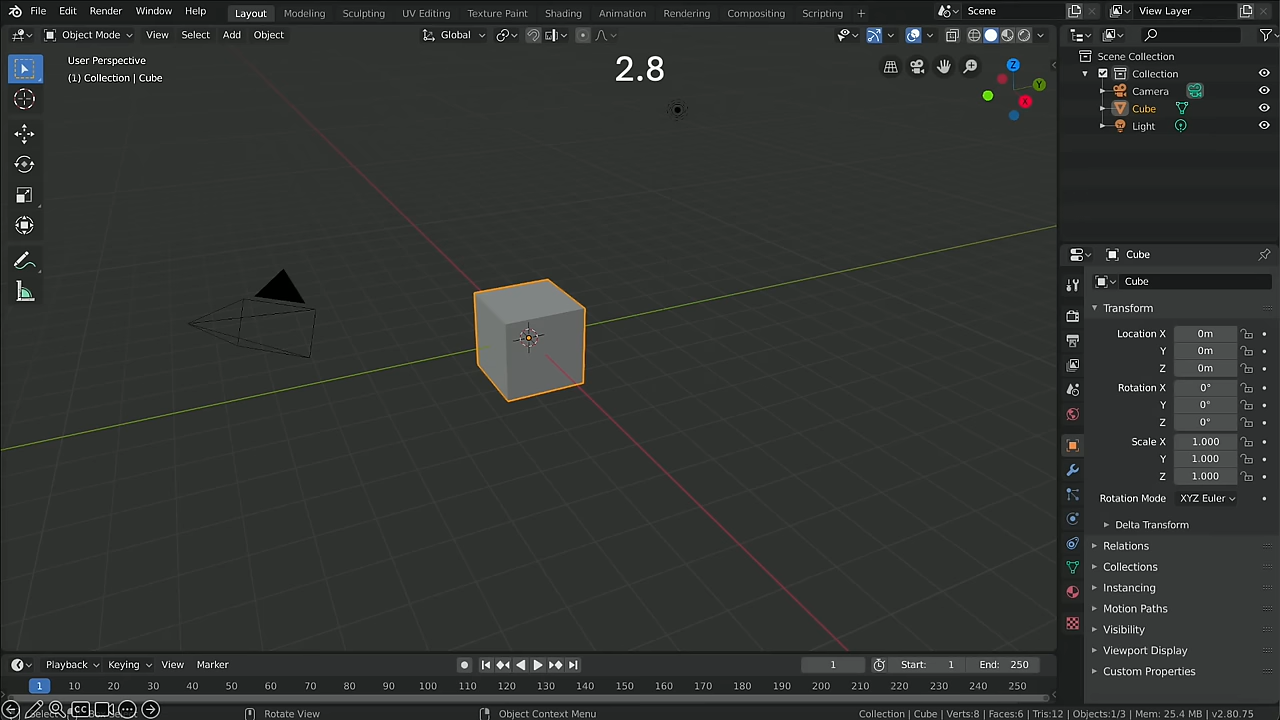 File Edit Render Window Help Layout Modeling Sculpting UV Editing Texture Paint Shading Animation Rendering Compositing Scripting + Scene View Layer
Object Mode View Select Add Object Global
User Perspective
(1) Collection | Cube
2.8
Z
Y
X
Scene Collection
Collection
Camera
Cube
Light
Cube
Cube
Transform
Location X 0m
Y 0m
Z 0m
Rotation X 0°
Y 0°
Z 0°
Scale X 1.000
Y 1.000
Z 1.000
Rotation Mode XYZ Euler
Delta Transform
Relations
Collections
Instancing
Motion Paths
Visibility
Viewport Display
Custom Properties
Playback Keying View Marker 1 Start: 1 End: 250
1 10 20 30 40 50 60 70 80 90 100 110 120 130 140 150 160 170 180 190 200 210 220 230 240 250
CC Rotate View Object Context Menu Collection | Cube | Verts:8 | Faces:6 | Tris:12 | Objects:1/3 | Mem: 25.4 MB | v2.80.75